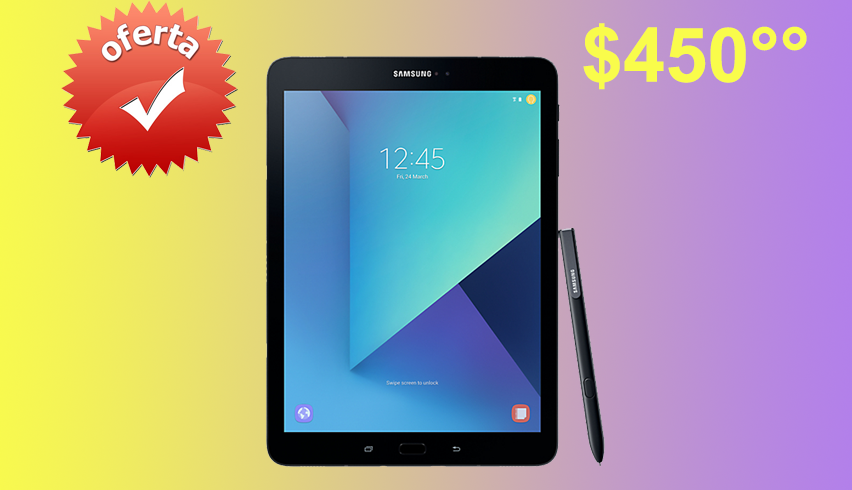 oferta
$450°°
SAMSUNG
12:45
Fri, 24 March
SAMSUNG
Swipe screen to unlock